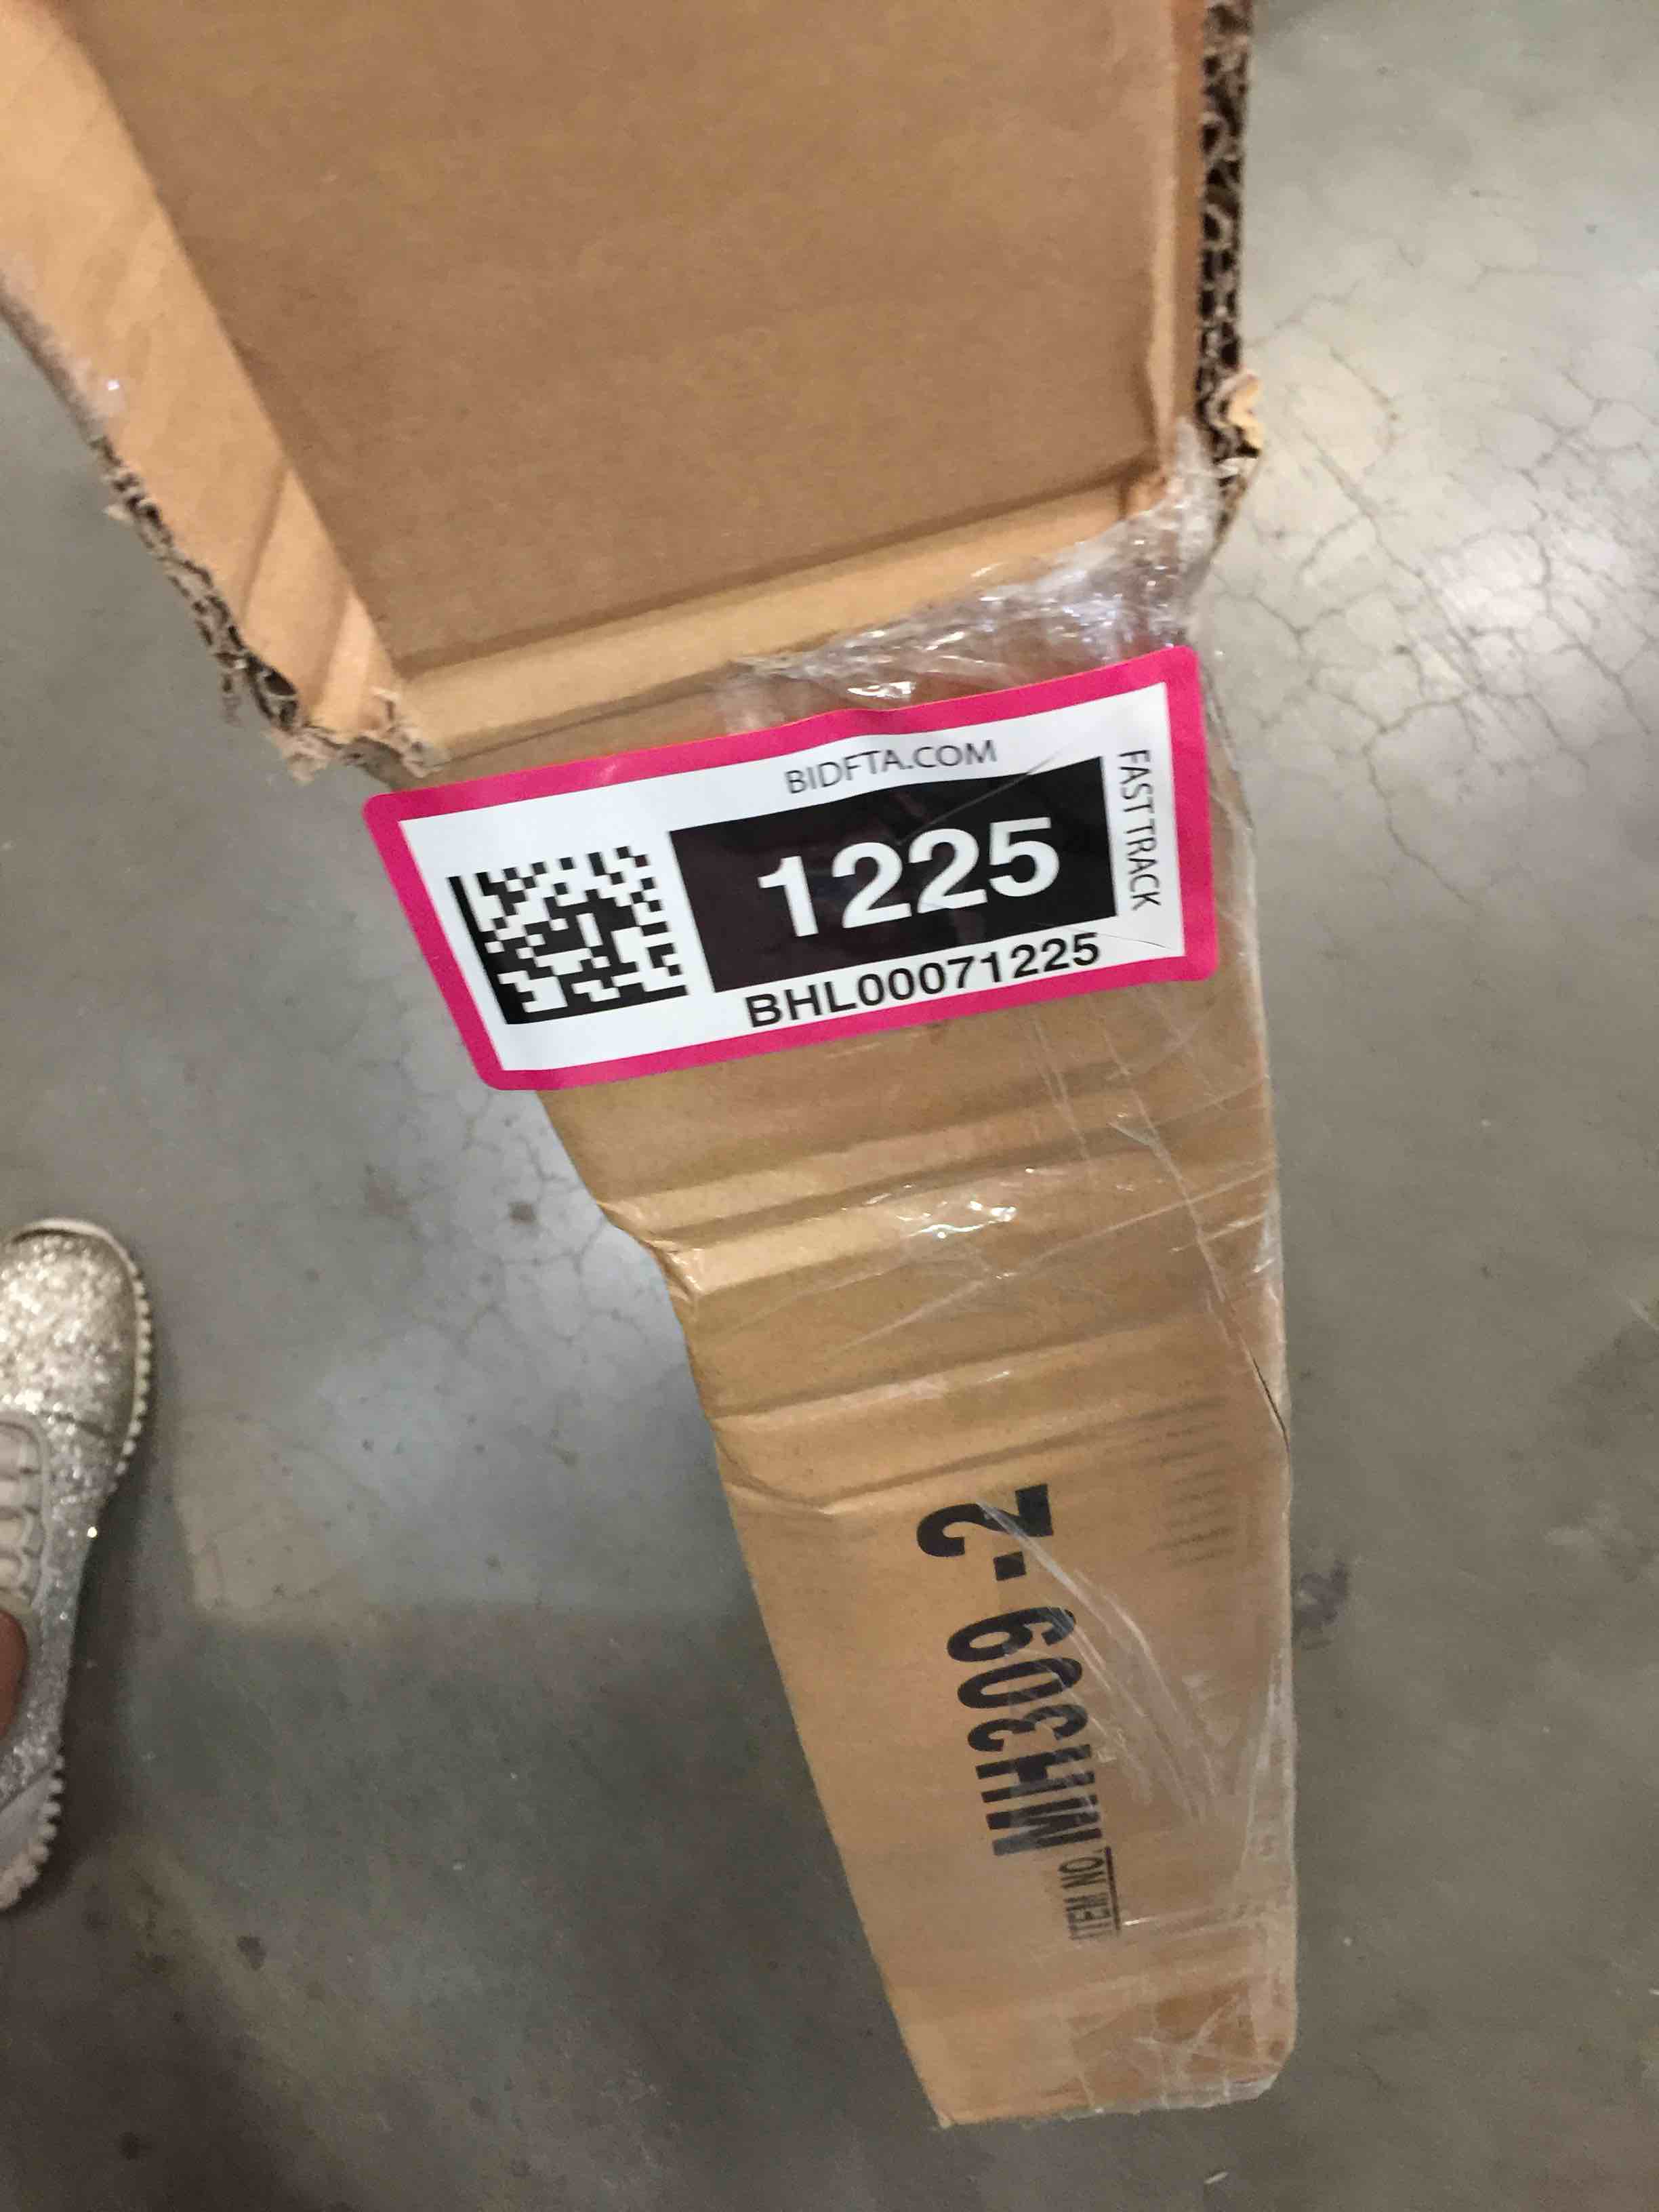 BIDFTA.COM
1225
FAST TRACK
BHL00071225
ITEM NO. MH309 -2